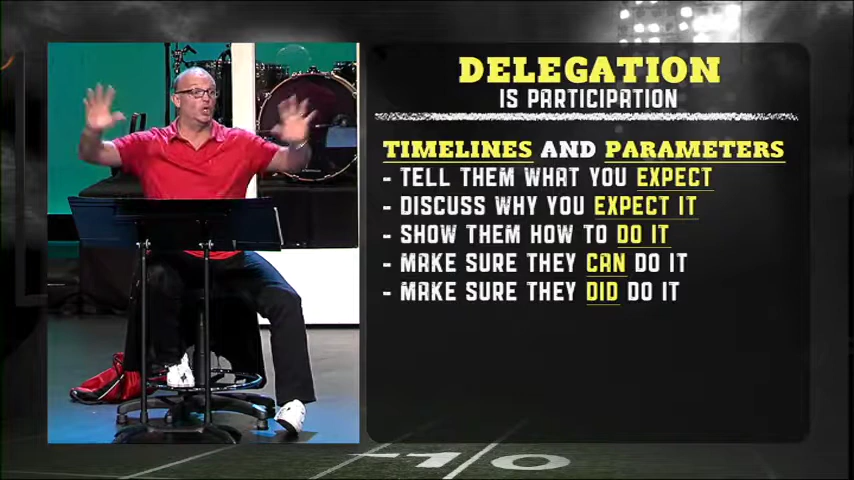 DELEGATION
IS PARTICIPATION
TIMELINES AND PARAMETERS
- TELL THEM WHAT YOU EXPECT
- DISCUSS WHY YOU EXPECT IT
- SHOW THEM HOW TO DO IT
- MAKE SURE THEY CAN DO IT
- MAKE SURE THEY DID DO IT
10